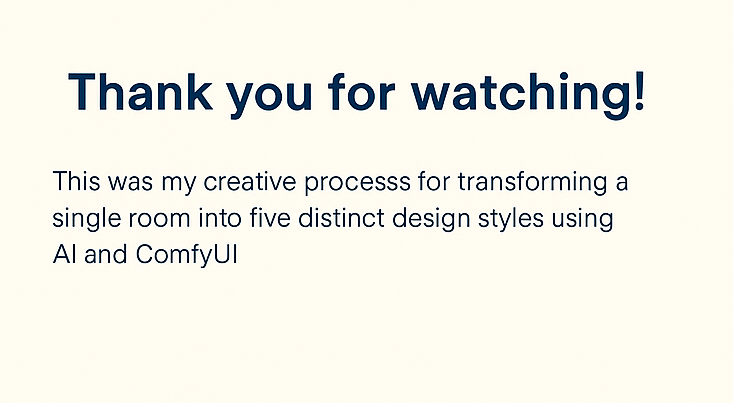 Thank you for watching!
This was my creative processs for transforming a
single room into five distinct design styles using
AI and ComfyUI